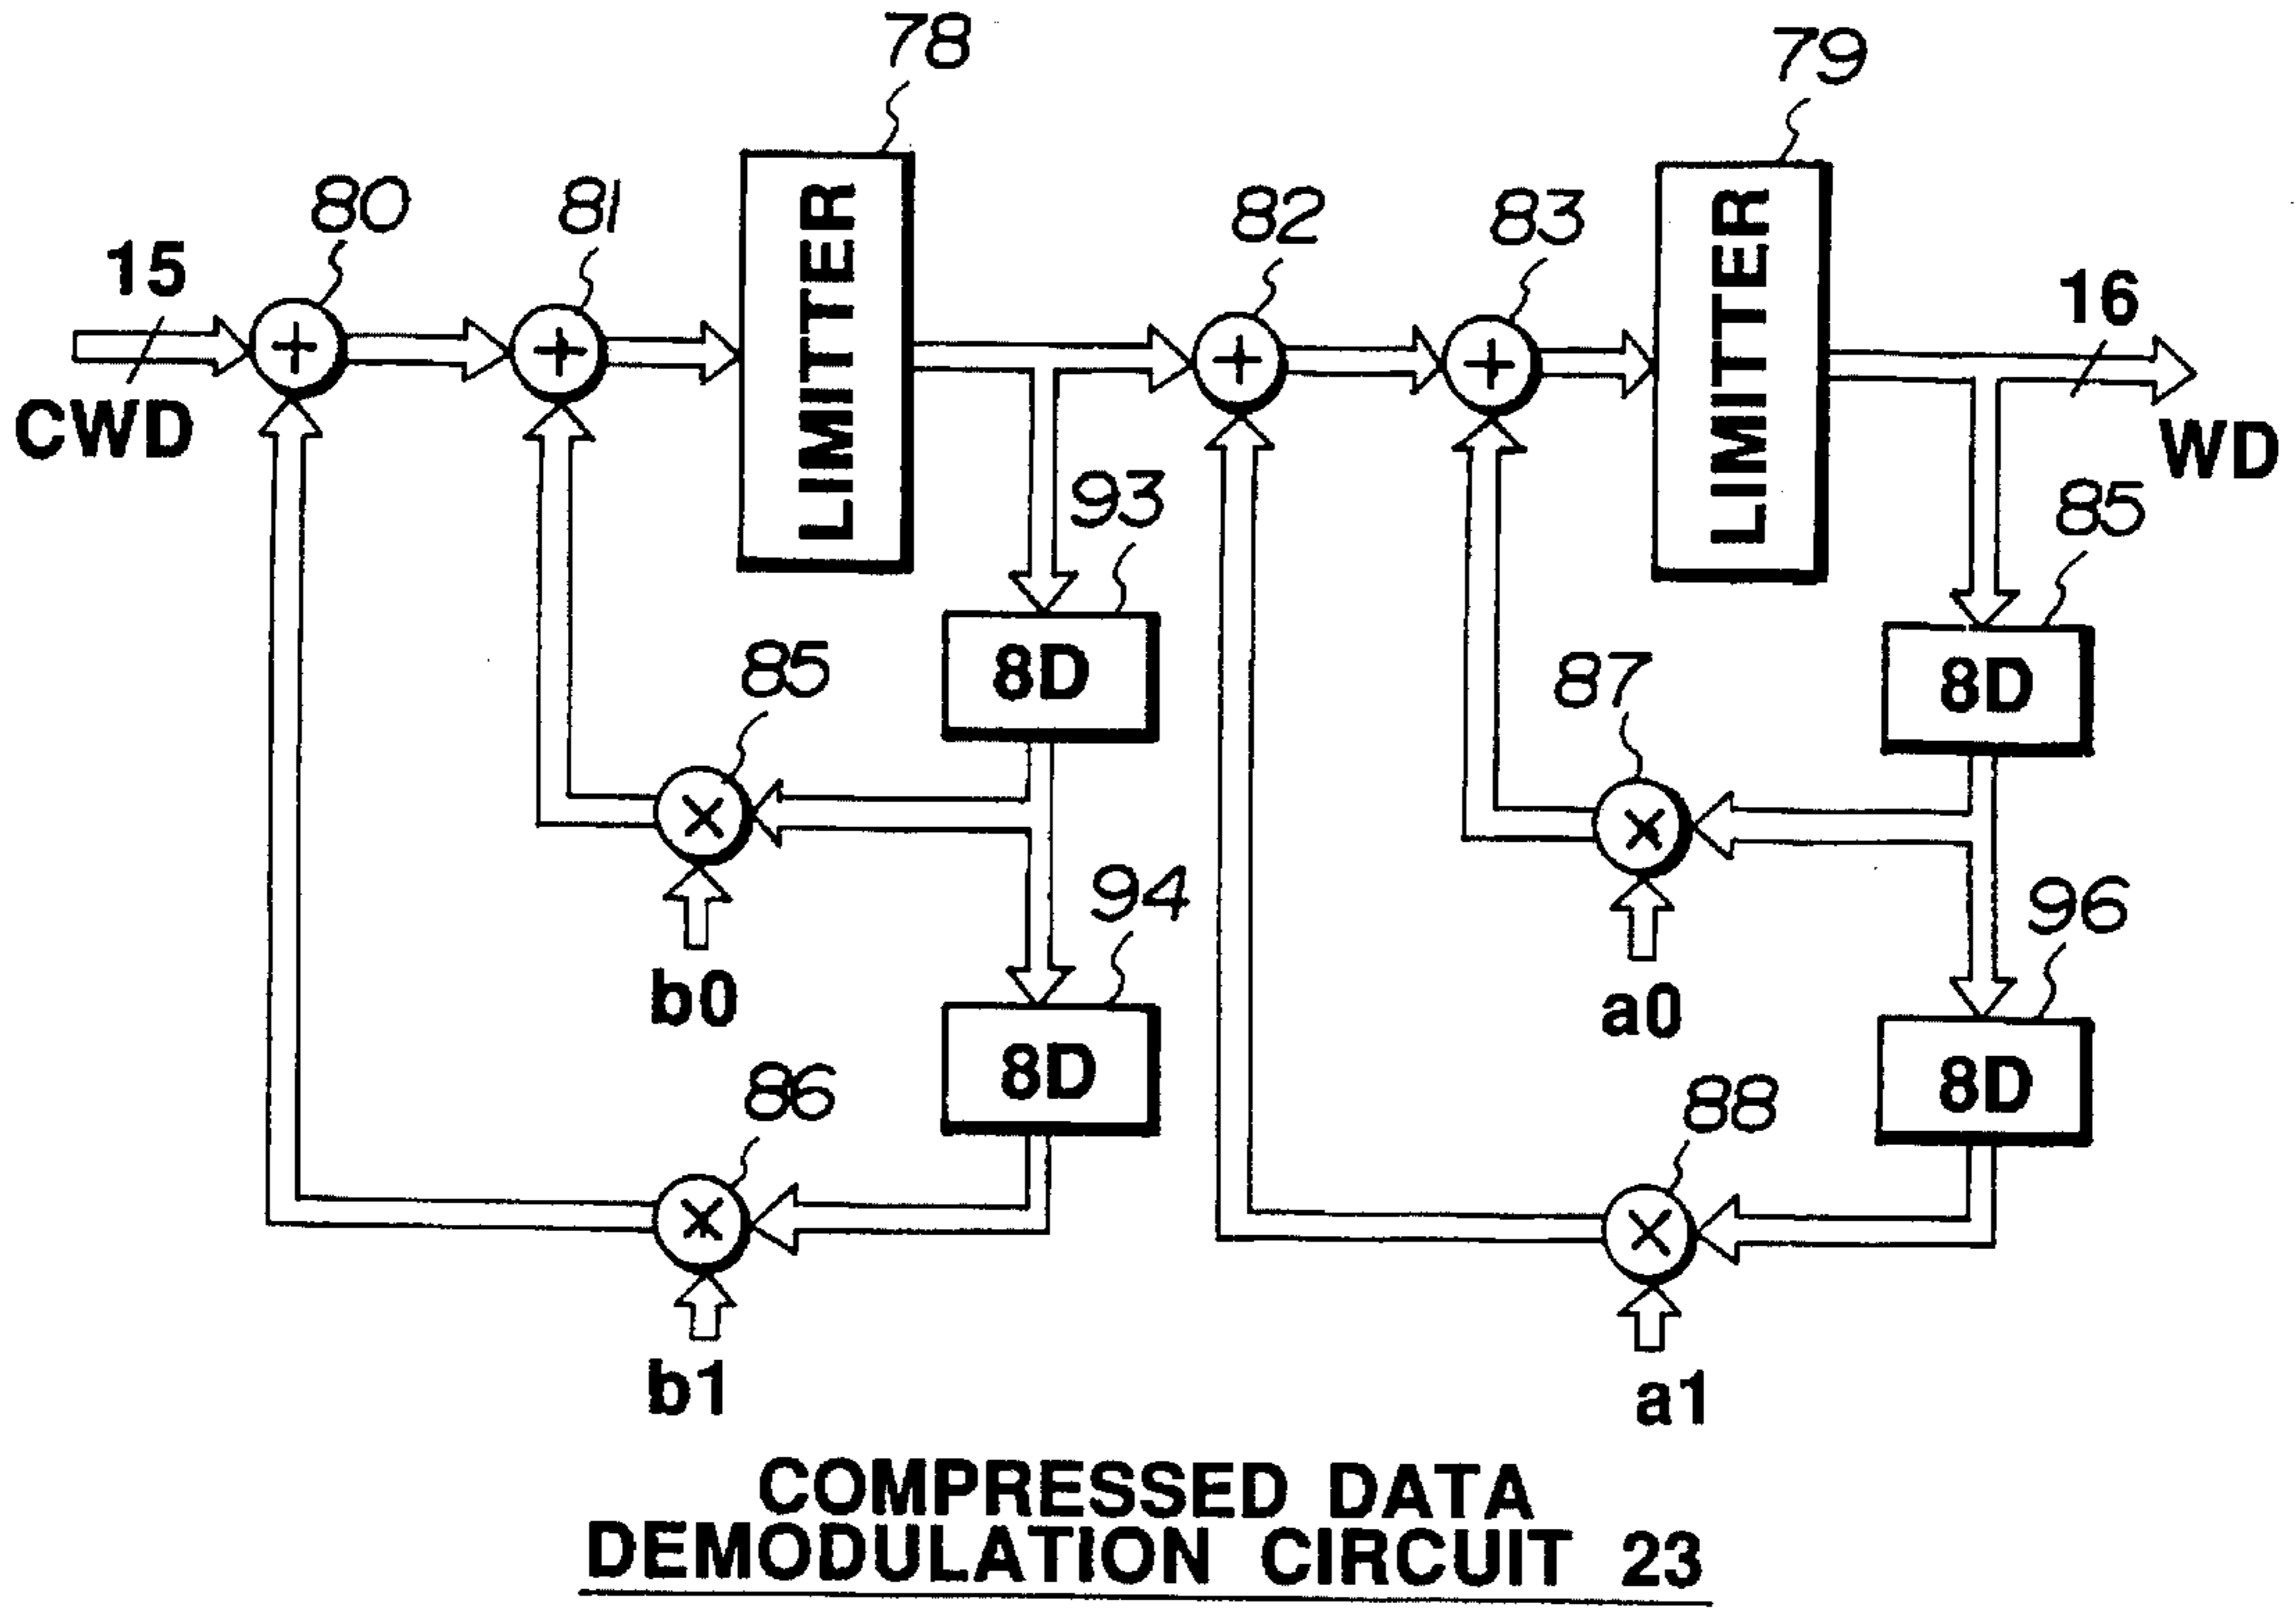 78
79
80
81
82
83
15
16
LIMITTER
LIMITTER
CWD
WD
93
85
8D
8D
85
87
b0
a0
94
96
8D
8D
86
88
b1
a1
COMPRESSED DATA
DEMODULATION CIRCUIT 23